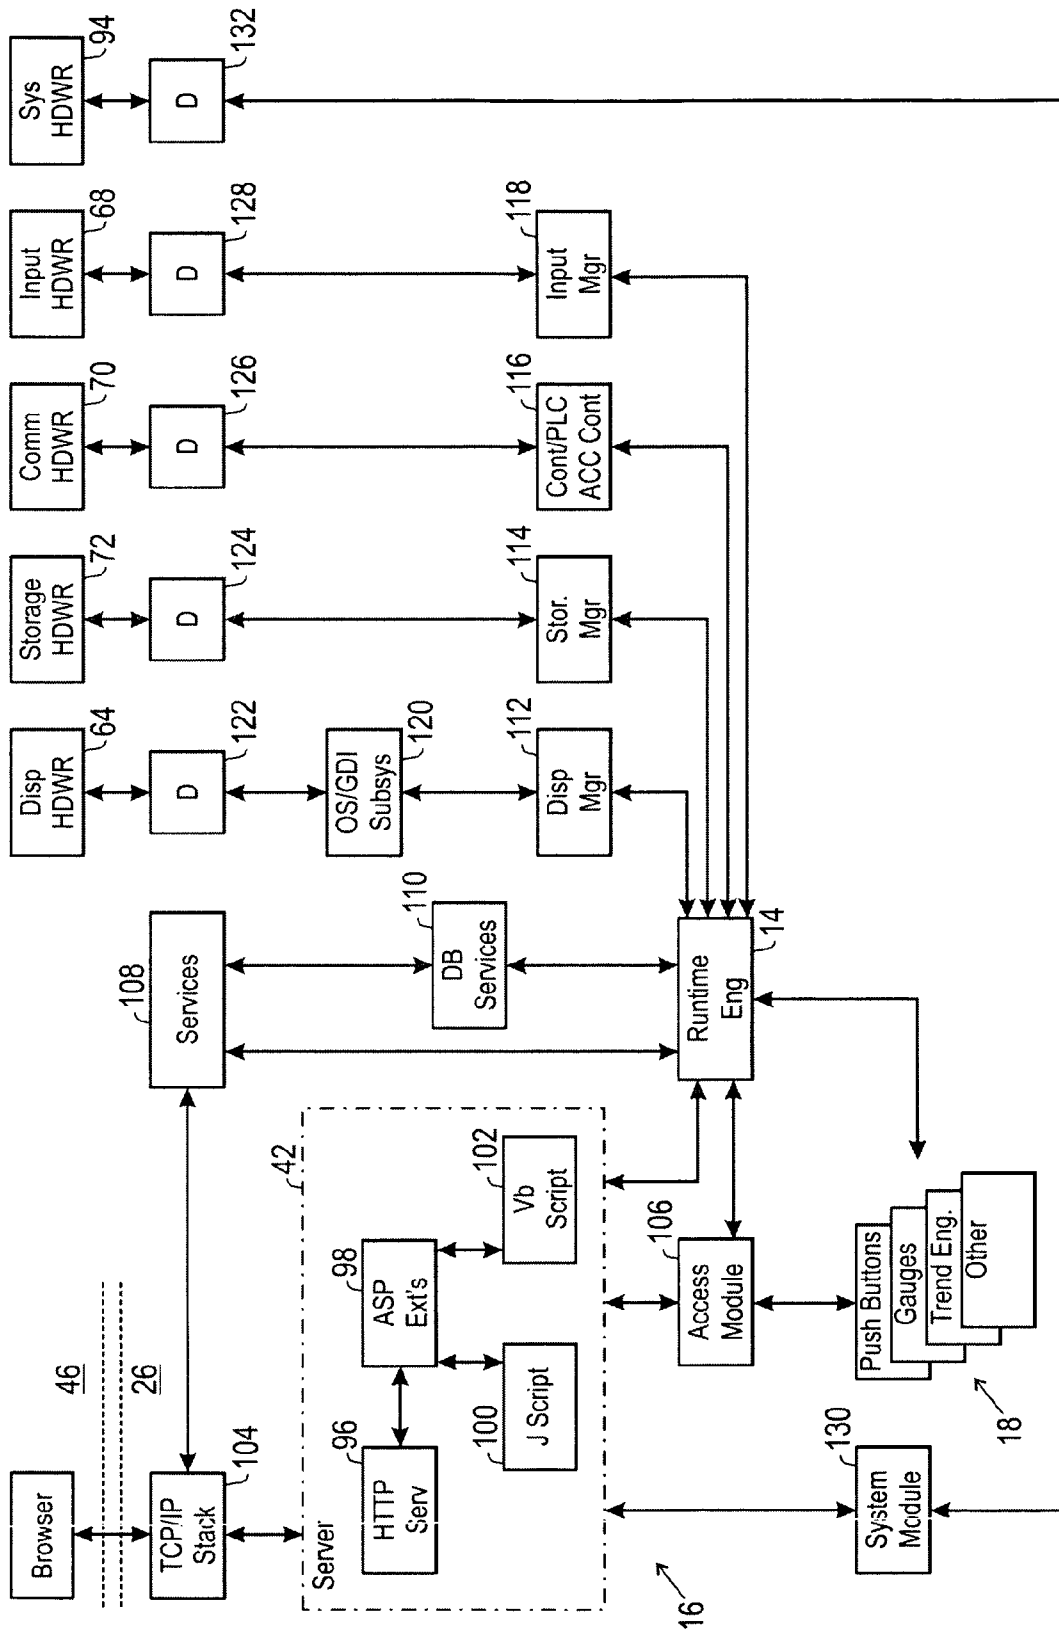 Browser
46
26
TCP/IP
Stack
104
Services
108
Disp
HDWR
64
D
122
Storage
HDWR
72
D
124
Comm
HDWR
70
D
126
Input
HDWR
68
D
128
Sys
HDWR
94
D
132
Server
42
HTTP
Serv
96
ASP
Ext's
98
J Script
100
Vb
Script
102
DB
Services
110
OS/GDI
Subsys
120
Disp
Mgr
112
Stor.
Mgr
114
Cont/PLC
ACC Cont
116
Input
Mgr
118
16
Access
Module
106
Runtime
Eng
14
System
Module
130
Push Buttons
Gauges
Trend Eng.
Other
18